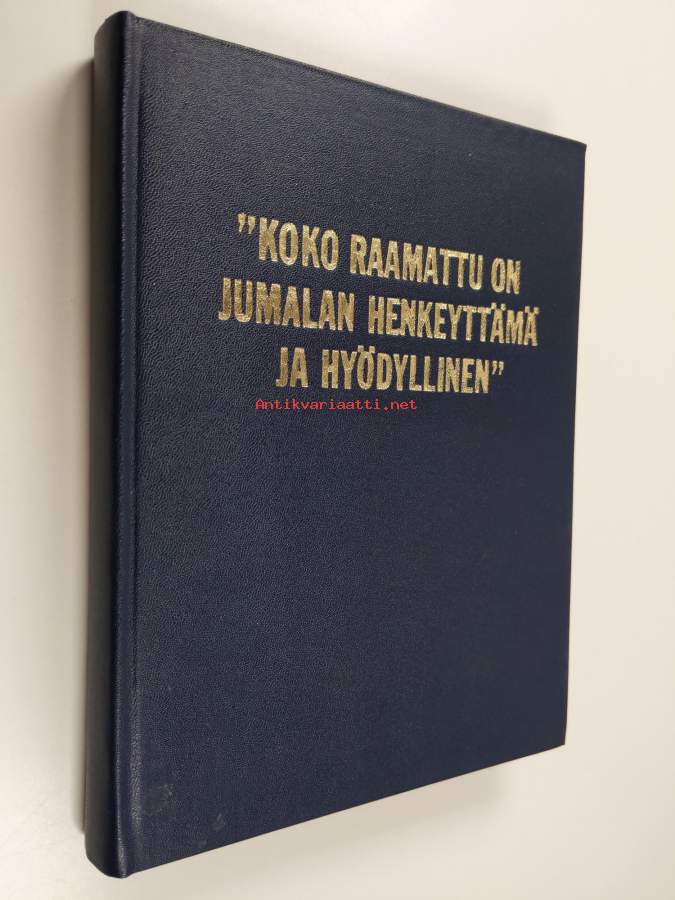 ”KOKO RAAMATTU ON
JUMALAN HENKEYTTÄMÄ
JA HYÖDYLLINEN”
Antikvariaatti.net